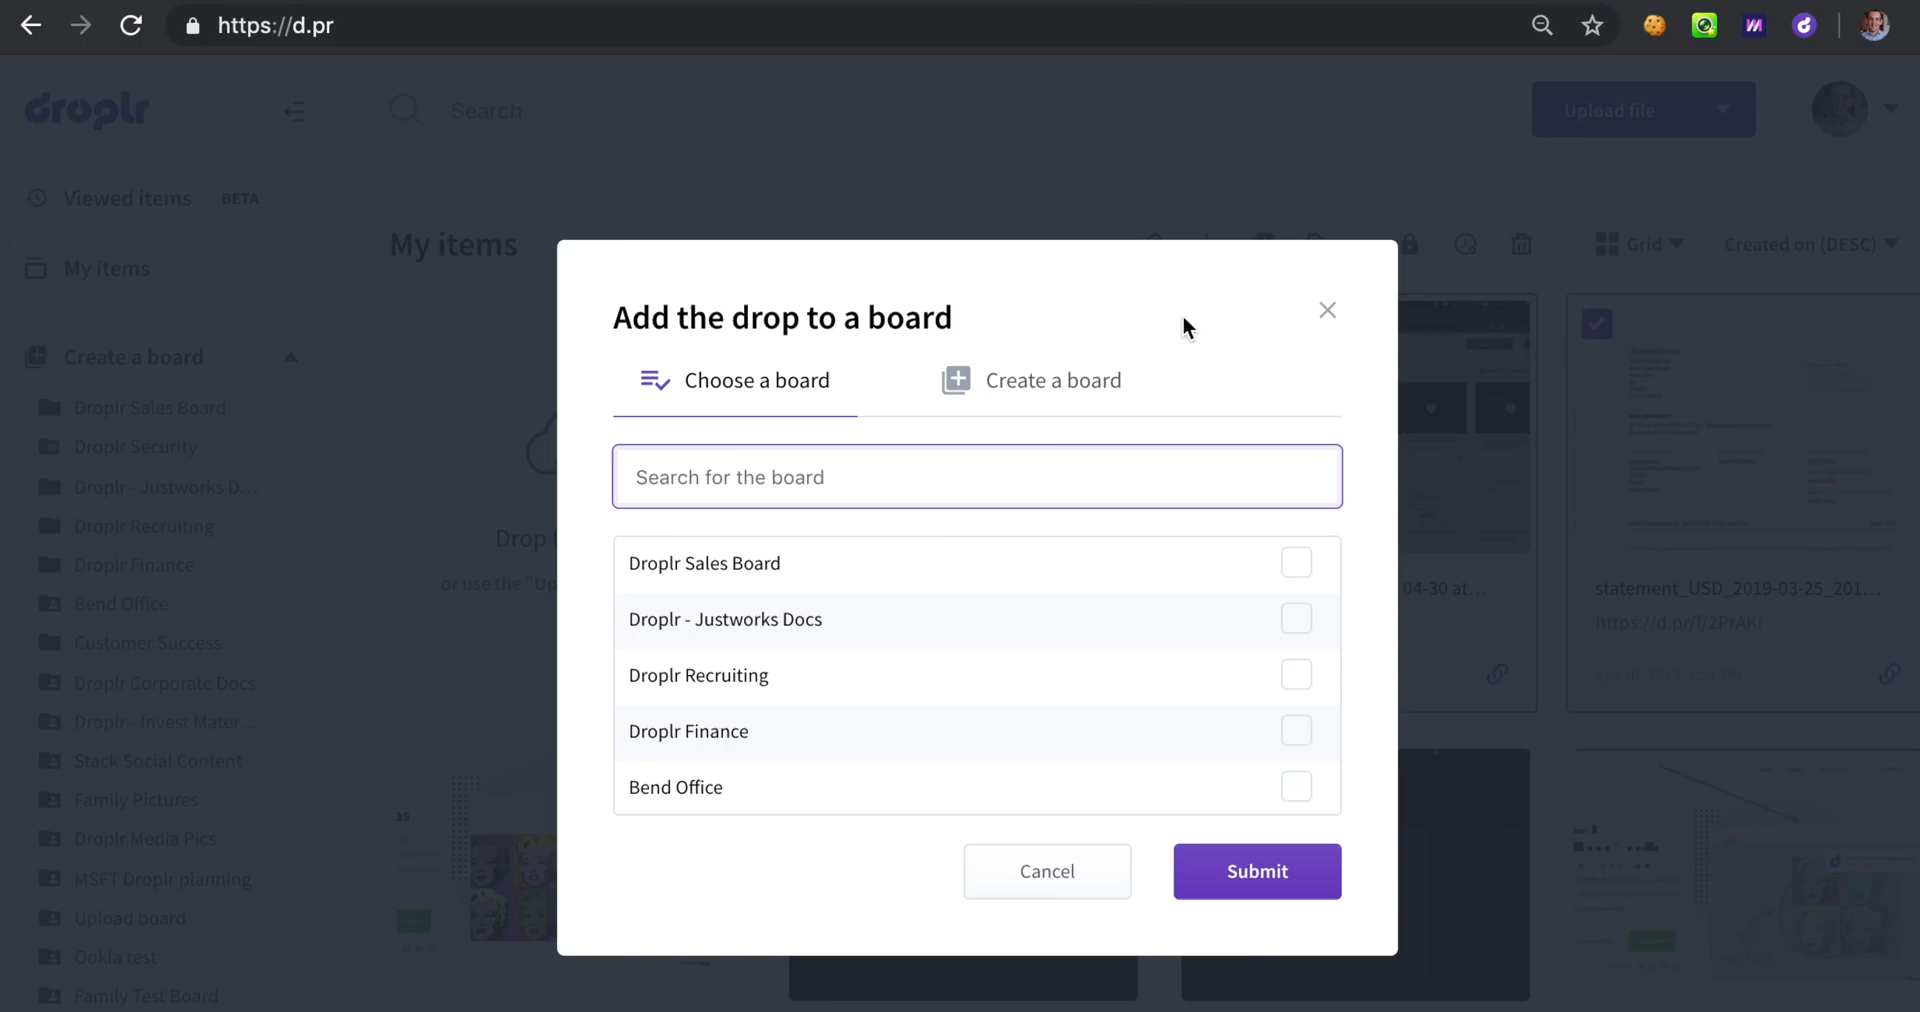 https://d.pr
droplr
Search
Upload file
Viewed items BETA
My items
My items
Grid
Created on (DESC)
Create a board
Droplr Sales Board
Droplr Security
Droplr - Justworks D...
Droplr Recruiting
Droplr Finance
Bend Office
Customer Success
Droplr Corporate Docs
Droplr - Invest Mater...
Stack Social Content
Family Pictures
Droplr Media Pics
MSFT Droplr planning
Upload board
Ookla test
Family Test Board
Drop
or use the "Up
Add the drop to a board
Choose a board
Create a board
Search for the board
Droplr Sales Board
Droplr - Justworks Docs
Droplr Recruiting
Droplr Finance
Bend Office
Cancel
Submit
04-30 at...
statement_USD_2019-03-25_201...
https://d.pr/f/2PrAKi